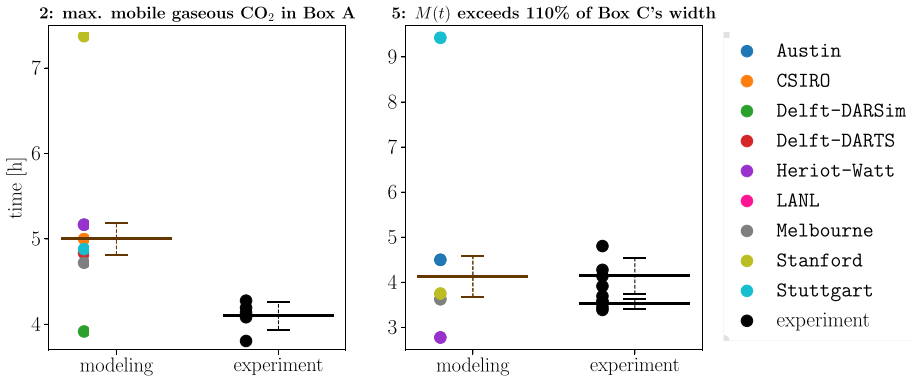 2: max. mobile gaseous CO₂ in Box A
5: M(t) exceeds 110% of Box C's width
time [h]
7
6
5
4
modeling
experiment
9
8
7
6
5
4
3
modeling
experiment
Austin
CSIRO
Delft-DARSim
Delft-DARTS
Heriot-Watt
LANL
Melbourne
Stanford
Stuttgart
experiment